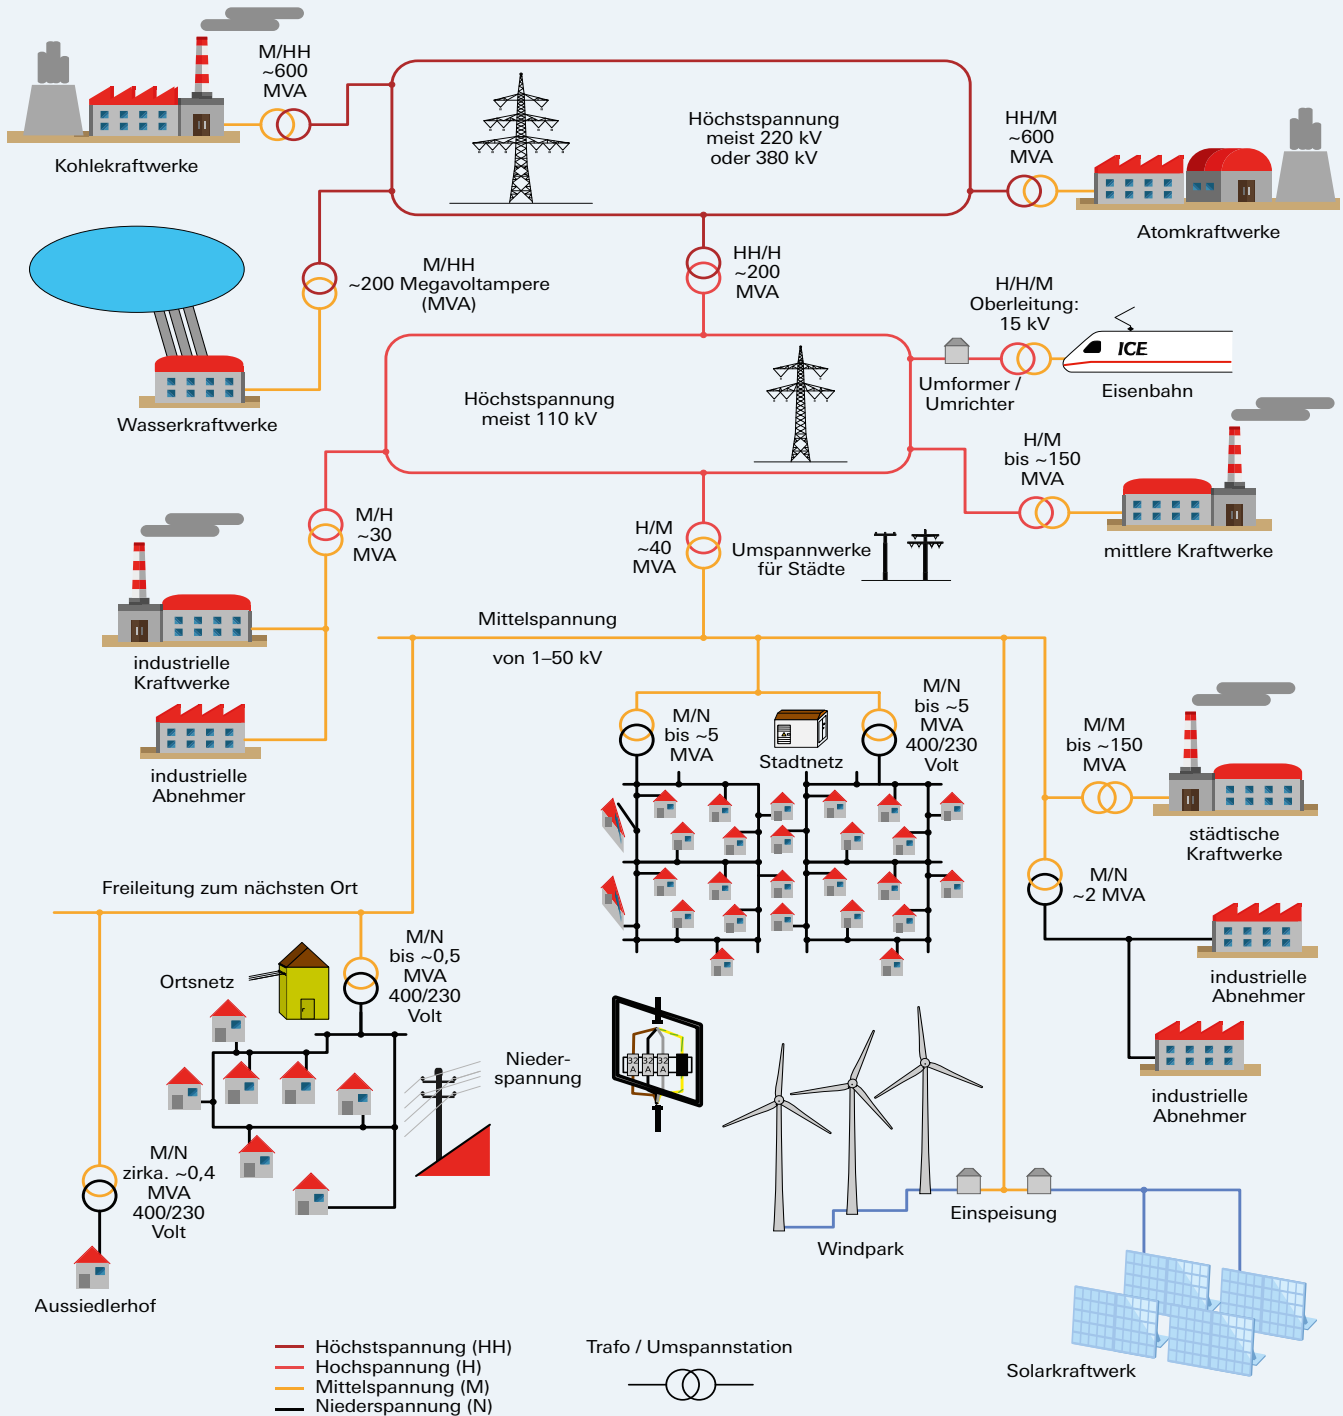 M/HH
~600
MVA
Kohlekraftwerke
Höchstspannung
meist 220 kV
oder 380 kV
HH/M
~600
MVA
Atomkraftwerke
M/HH
~200 Megavoltampere
(MVA)
Wasserkraftwerke
HH/H
~200
MVA
H/H/M
Oberleitung:
15 kV
ICE
Umformer /
Umrichter
Eisenbahn
Höchstspannung
meist 110 kV
H/M
bis ~150
MVA
mittlere Kraftwerke
M/H
~30
MVA
industrielle
Kraftwerke
industrielle
Abnehmer
H/M
~40
MVA
Umspannwerke
für Städte
Mittelspannung
von 1–50 kV
M/N
bis ~5
MVA
Stadtnetz
M/N
bis ~5
MVA
400/230
Volt
M/M
bis ~150
MVA
städtische
Kraftwerke
M/N
~2 MVA
industrielle
Abnehmer
industrielle
Abnehmer
Freileitung zum nächsten Ort
Ortsnetz
M/N
bis ~0,5
MVA
400/230
Volt
Nieder-
spannung
32 32 32
A A A
M/N
zirka. ~0,4
MVA
400/230
Volt
Aussiedlerhof
Windpark
Einspeisung
Solarkraftwerk
Höchstspannung (HH)
Hochspannung (H)
Mittelspannung (M)
Niederspannung (N)
Trafo / Umspannstation